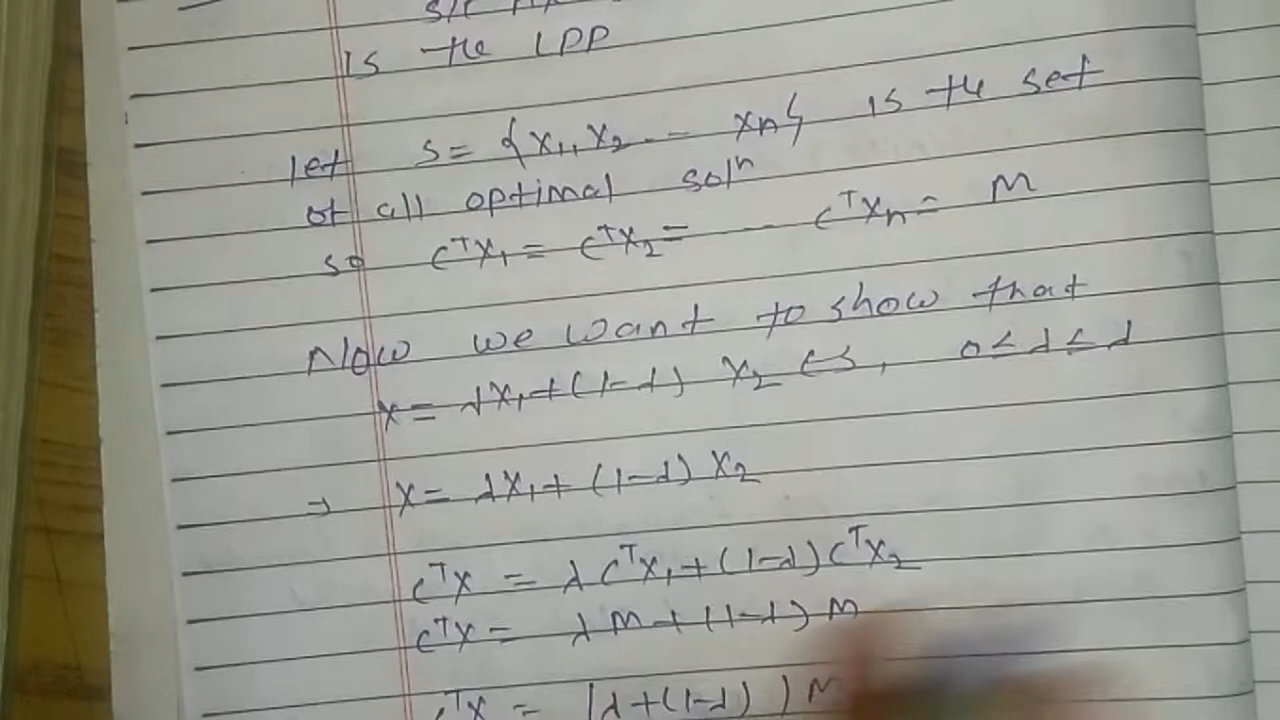 is the LPP
let S = {x₁, x₂ -- xn} is the set
of all optimal solⁿ
so cᵀx₁ = cᵀx₂ = --- cᵀxn = M
Now we want to show that
x = λx₁ + (1-λ) x₂ ∈ S, 0 ≤ λ ≤ λ
→ x = λx₁ + (1-λ) x₂
cᵀx = λ cᵀx₁ + (1-λ) cᵀx₂
cᵀx = λ M + (1-λ) M
cᵀx = (λ + (1-λ) ) M